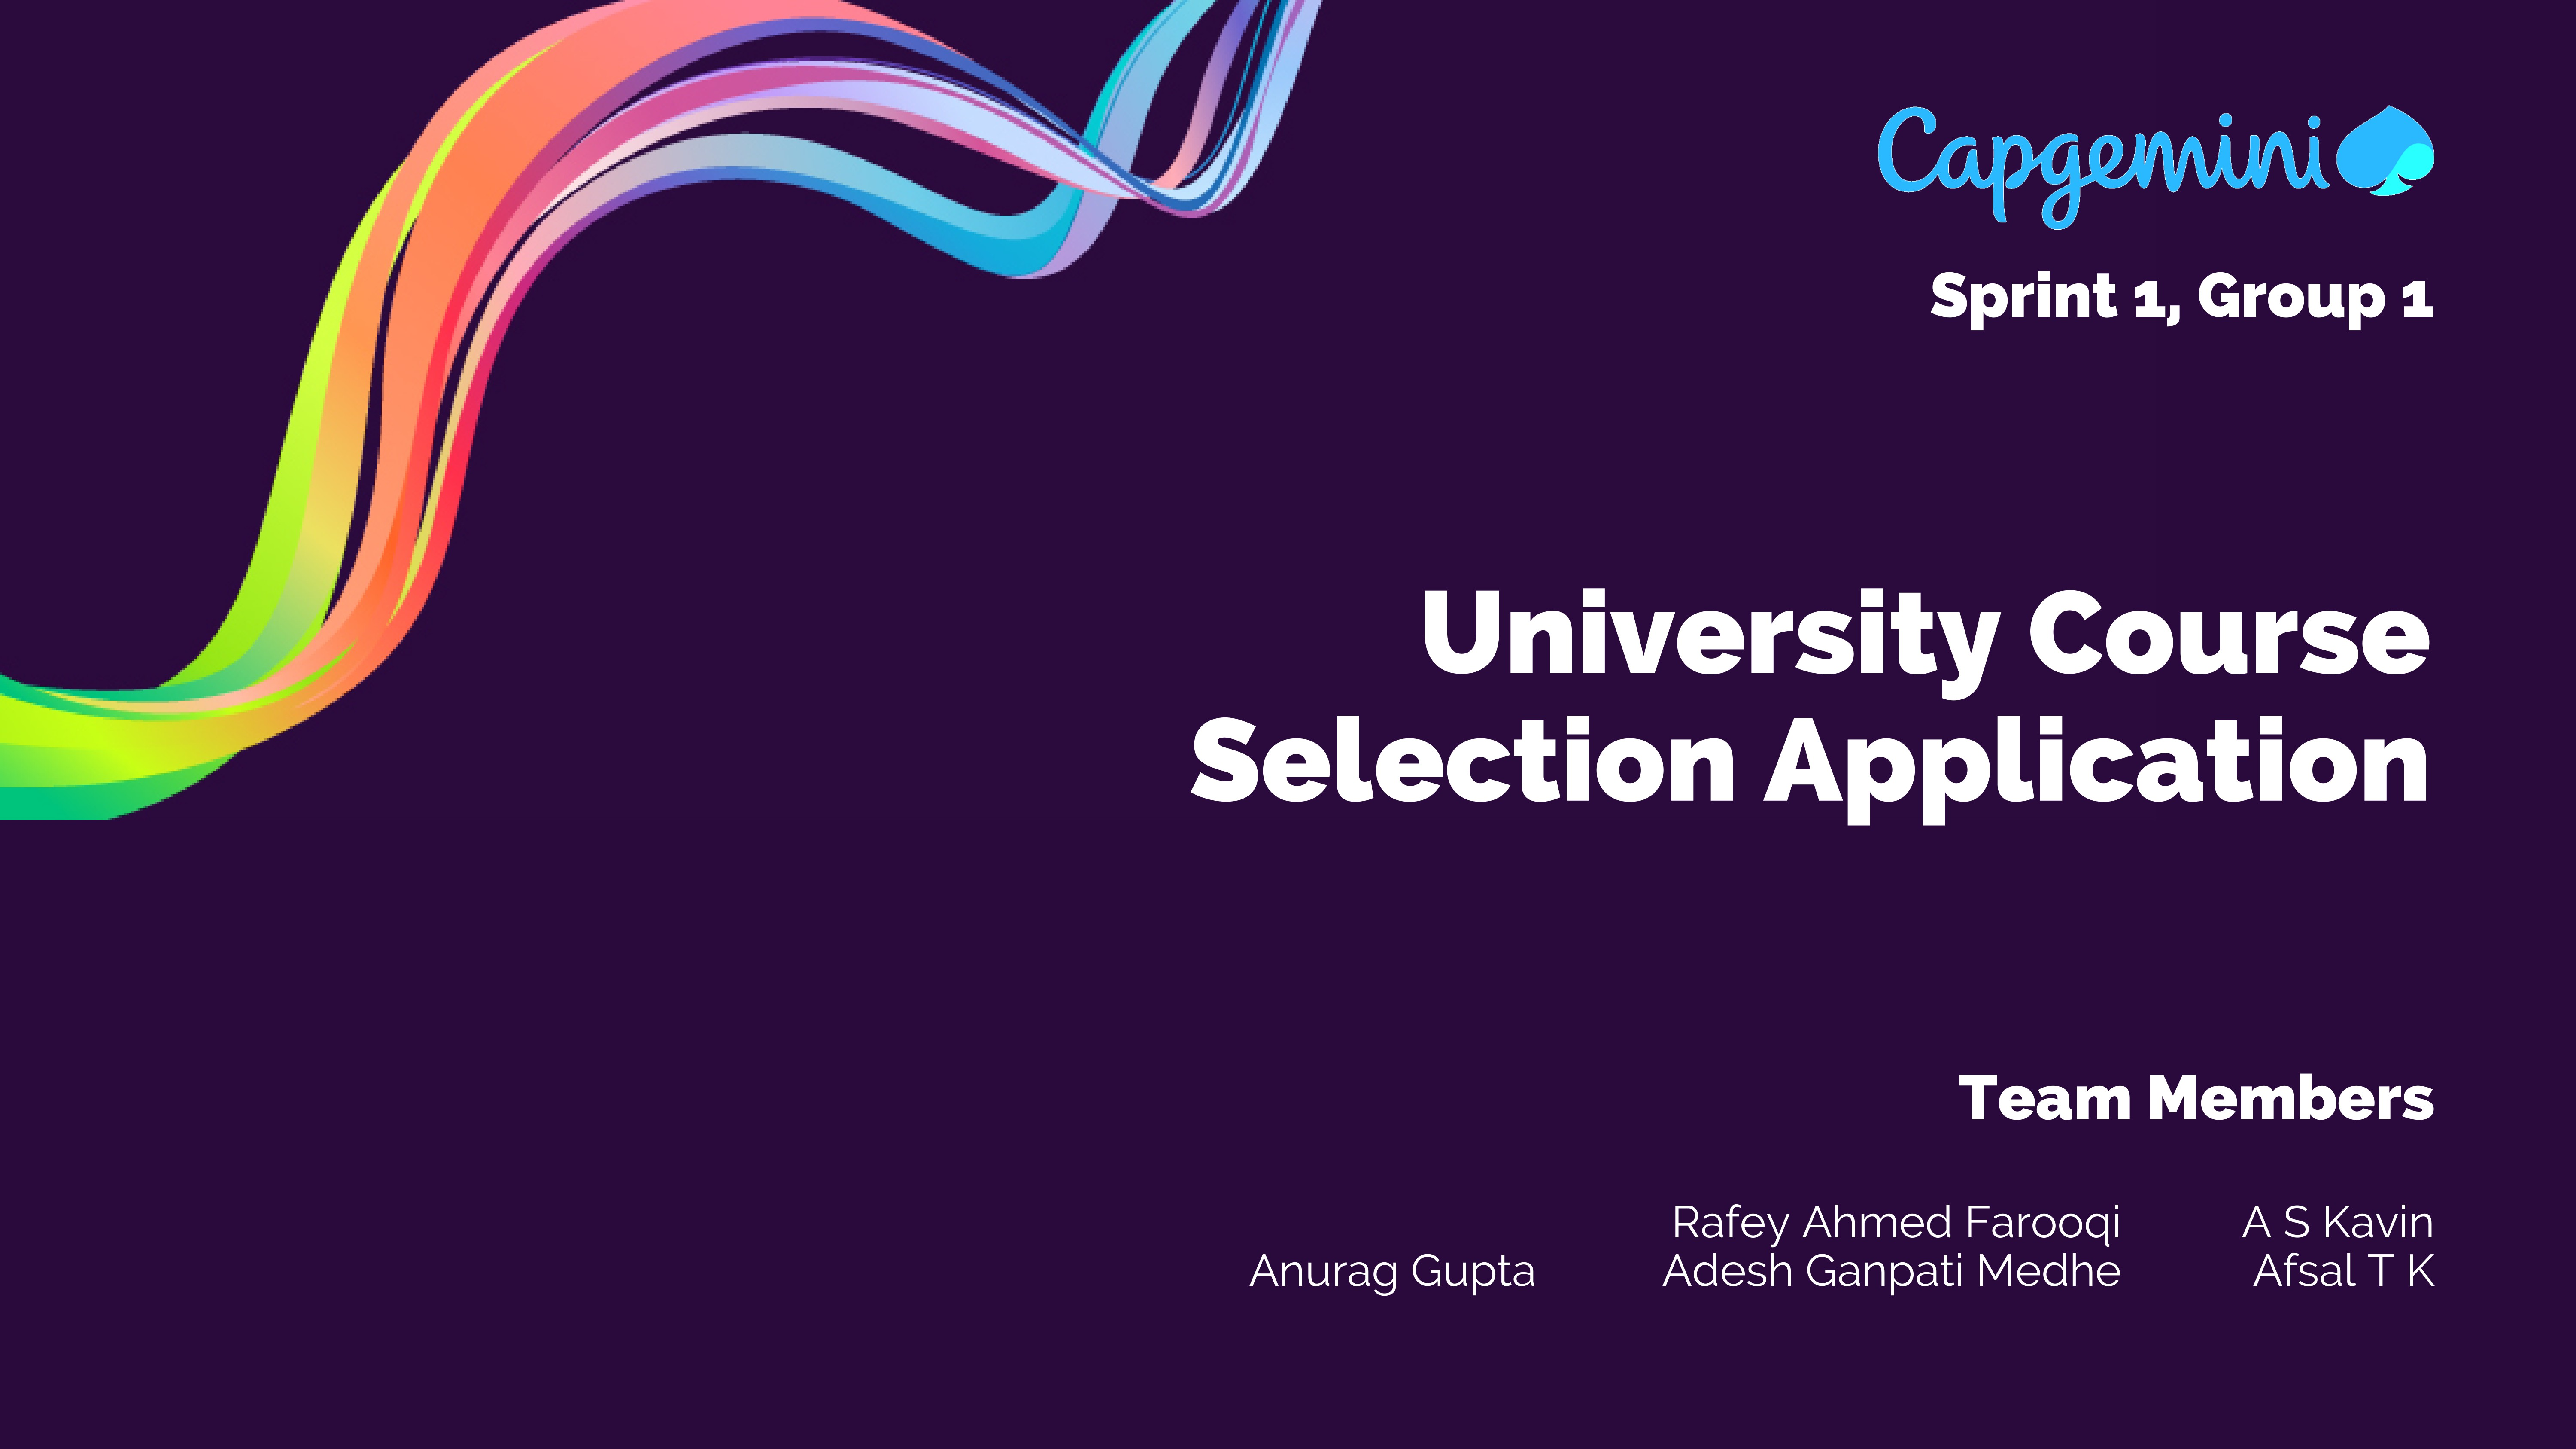 Capgemini
Sprint 1, Group 1
University Course
Selection Application
Team Members
Rafey Ahmed Farooqi A S Kavin
Anurag Gupta Adesh Ganpati Medhe Afsal T K